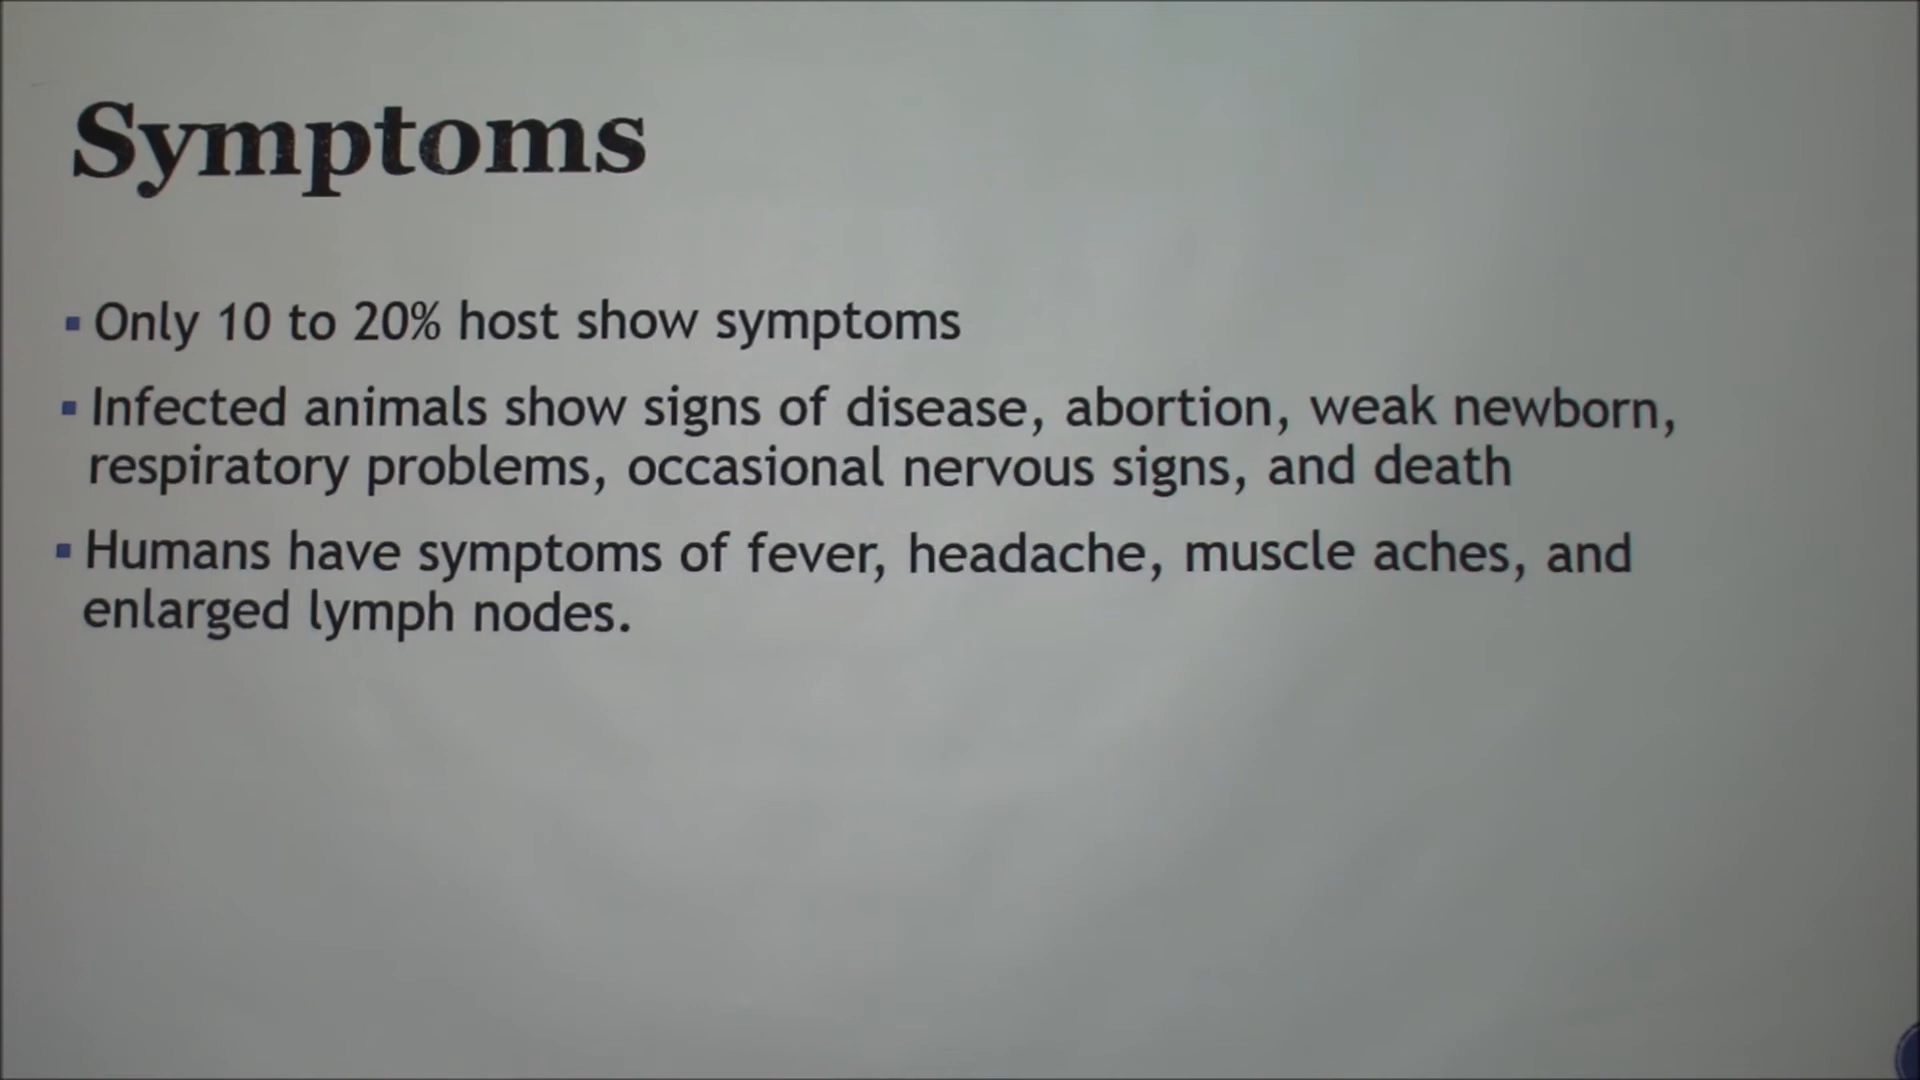 Symptoms
▪ Only 10 to 20% host show symptoms
▪ Infected animals show signs of disease, abortion, weak newborn,
respiratory problems, occasional nervous signs, and death
▪ Humans have symptoms of fever, headache, muscle aches, and
enlarged lymph nodes.